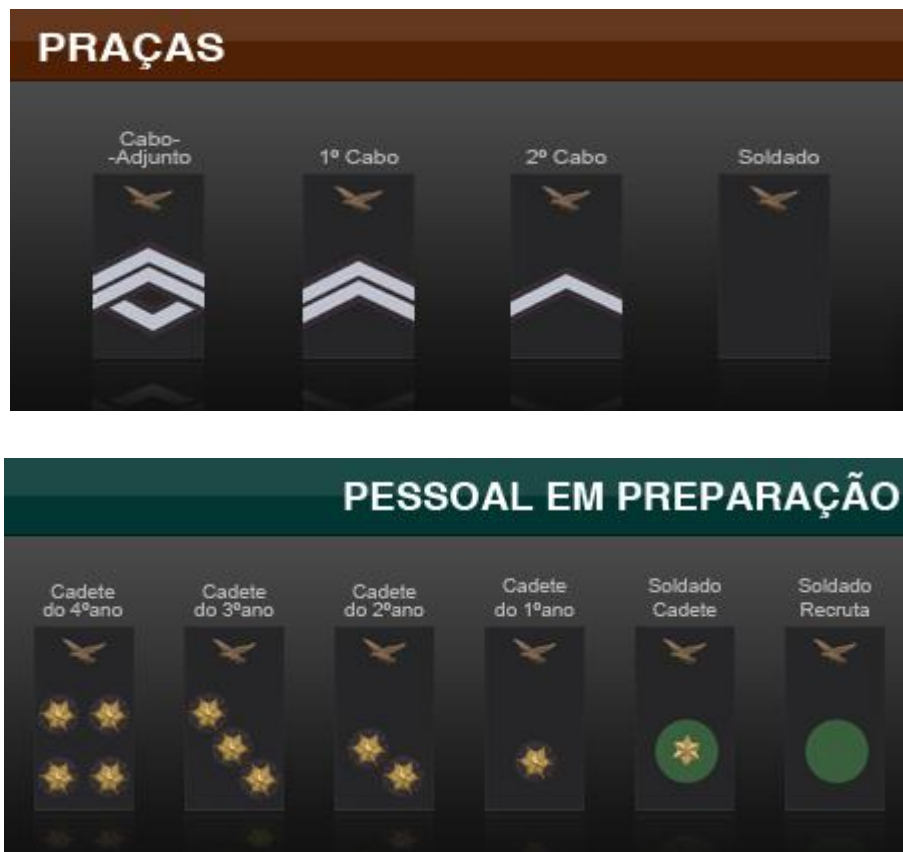 PRAÇAS
Cabo-
-Adjunto
1º Cabo
2º Cabo
Soldado
PESSOAL EM PREPARAÇÃO
Cadete
do 4ºano
Cadete
do 3ºano
Cadete
do 2ºano
Cadete
do 1ºano
Soldado
Cadete
Soldado
Recruta